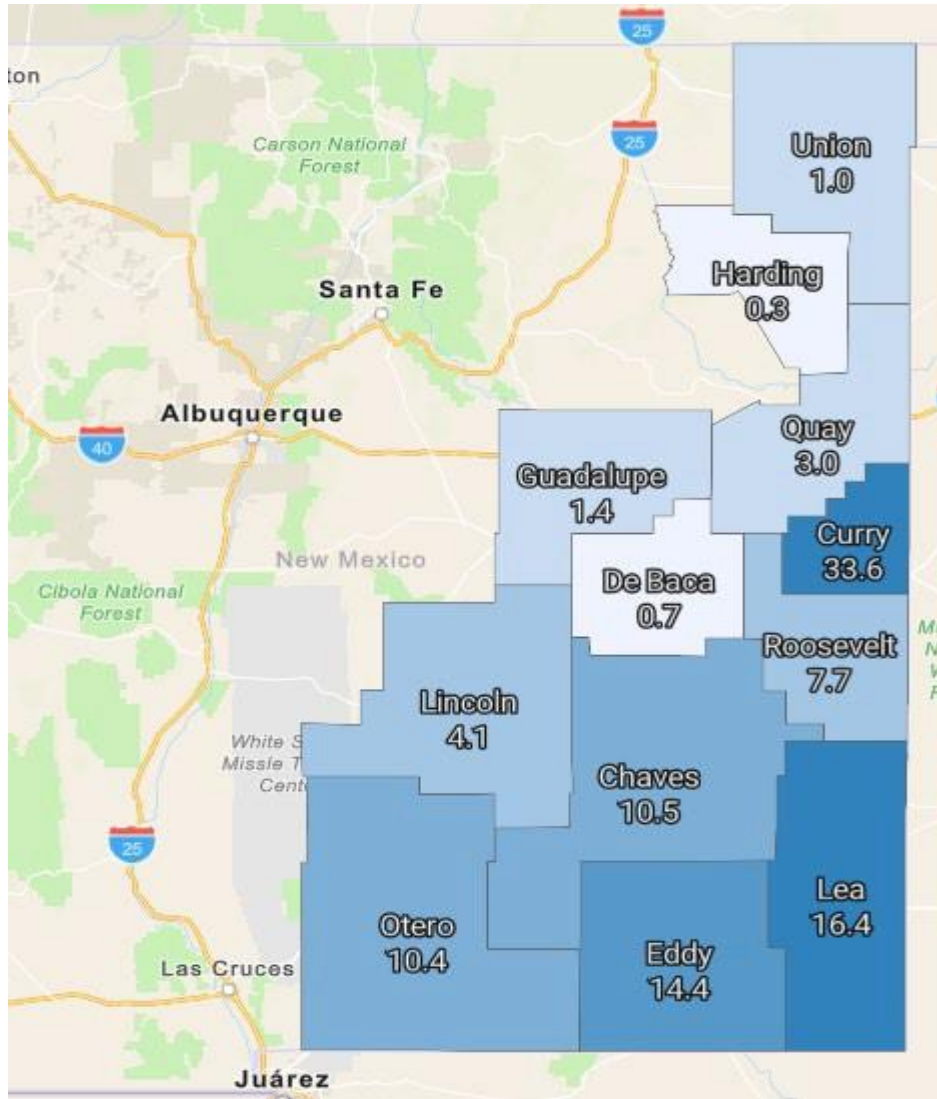 25
ton
Carson National
Forest
25
Union
1.0
Harding
0.3
Santa Fe
Albuquerque
40
Quay
3.0
Guadalupe
1.4
Curry
33.6
New Mexico
De Baca
0.7
Cibola National
Forest
Roosevelt
7.7
Lincoln
4.1
White S
Missle T
Cent
Chaves
10.5
25
Lea
16.4
Otero
10.4
Eddy
14.4
Las Cruces
Juárez